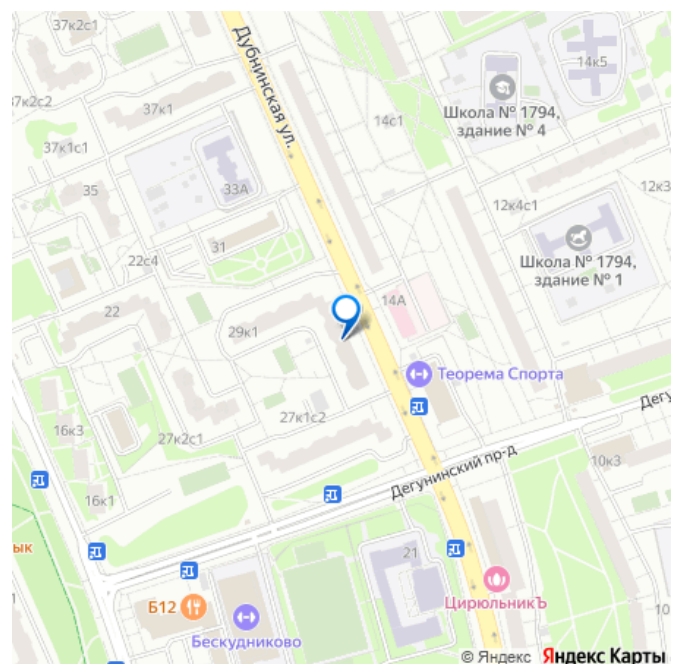 37к2с1
Дубнинская ул.
14к5
37к2с2
37к1
14с1
Школа № 1794,
здание № 4
37к1с1
35
33А
12к4с1
12к3
31
22с4
Школа № 1794,
здание № 1
22
14А
29к1
Теорема Спорта
27к1с2
16к3
27к2с1
Дегу
Дегунинский пр-д
10к3
16к1
ык
21
Б12
ЦирюльникЪ
10
Бескудниково
© Яндекс Яндекс Карты